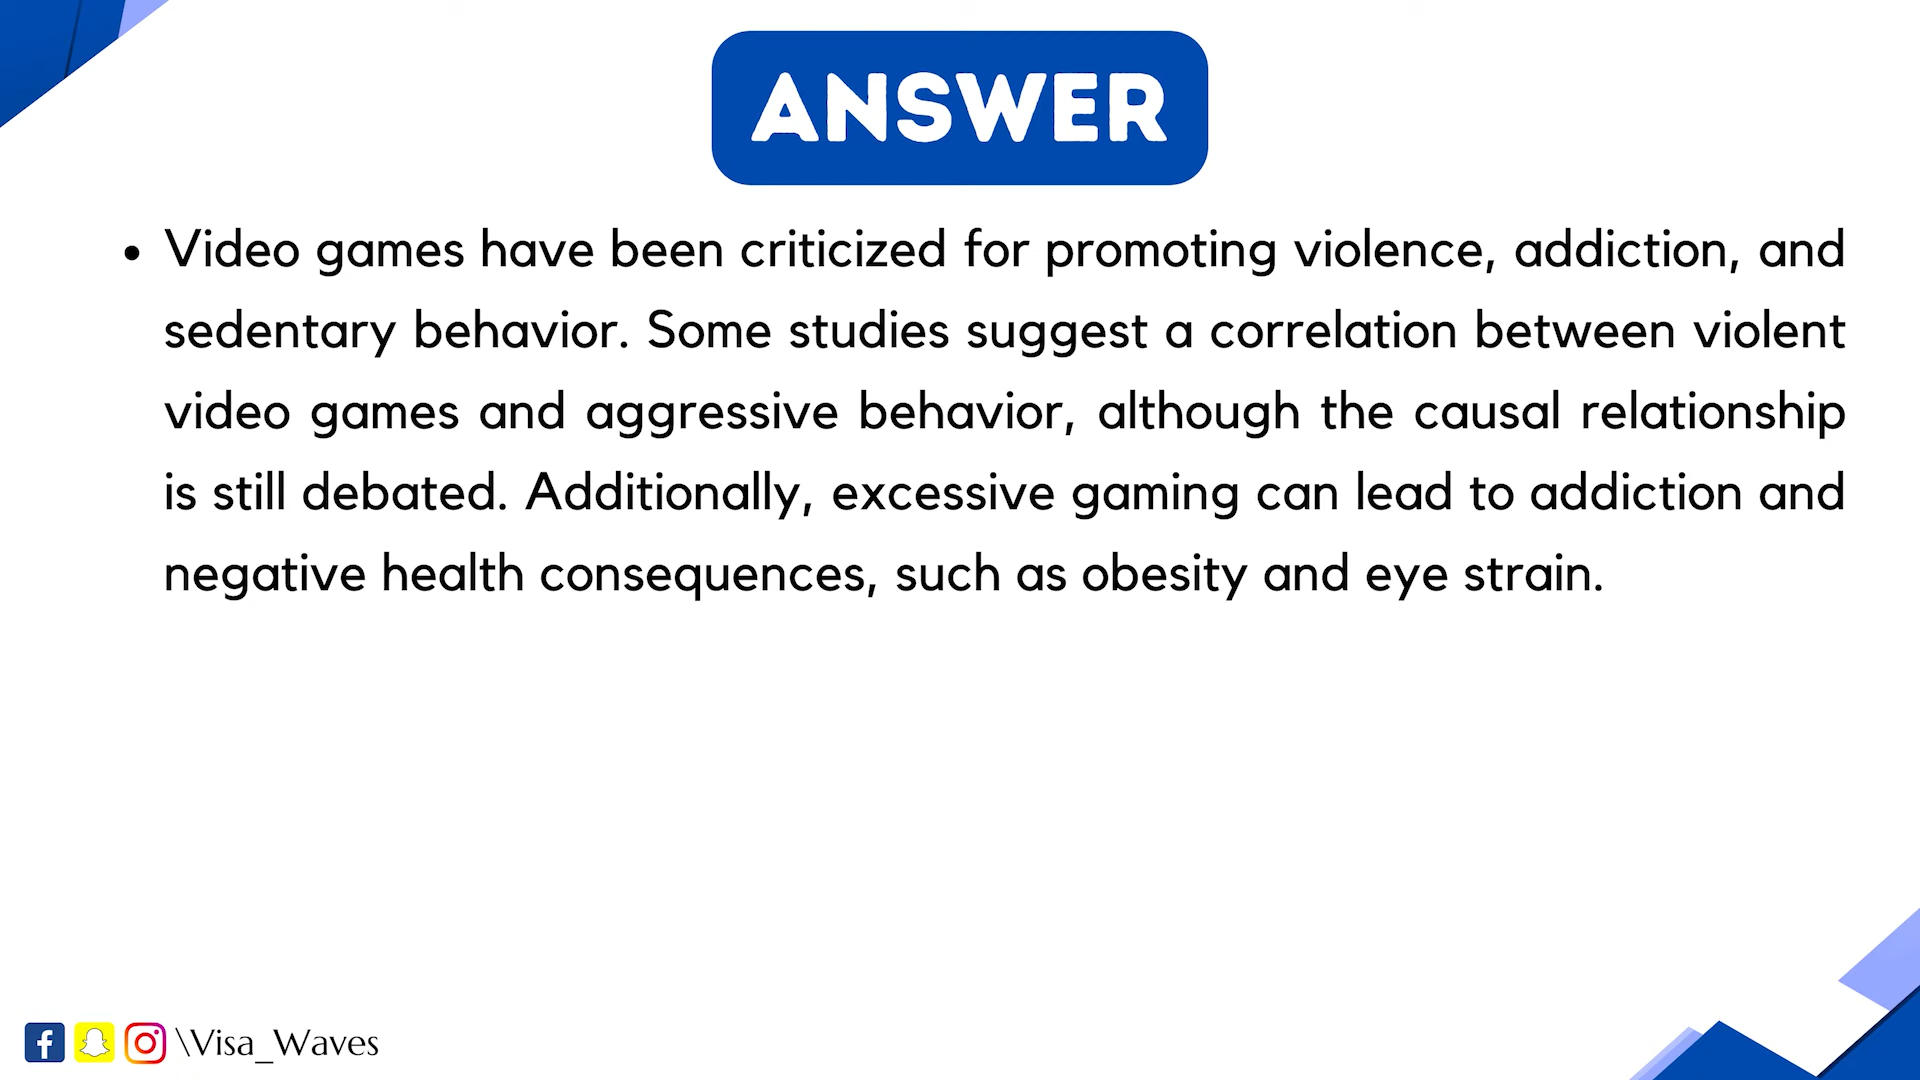 ANSWER
• Video games have been criticized for promoting violence, addiction, and
sedentary behavior. Some studies suggest a correlation between violent
video games and aggressive behavior, although the causal relationship
is still debated. Additionally, excessive gaming can lead to addiction and
negative health consequences, such as obesity and eye strain.
\Visa_Waves